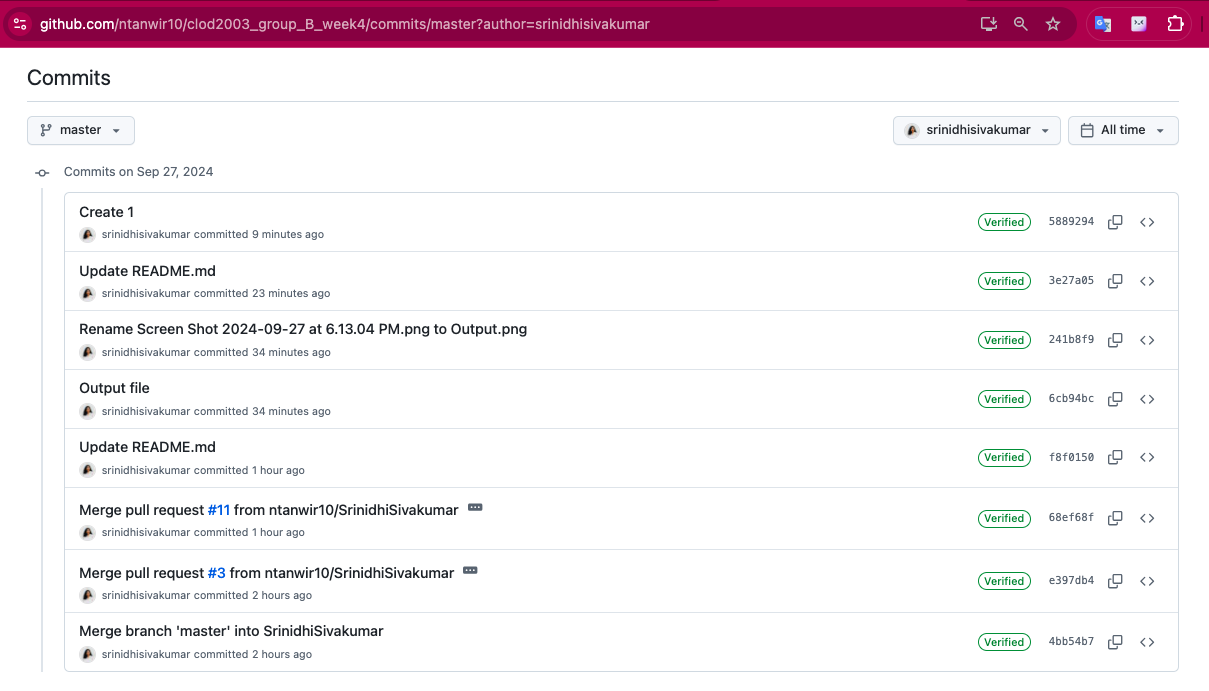 github.com/ntanwir10/clod2003_group_B_week4/commits/master?author=srinidhisivakumar
Commits
master
srinidhisivakumar
All time
Commits on Sep 27, 2024
Create 1
srinidhisivakumar committed 9 minutes ago
Verified
5889294
Update README.md
srinidhisivakumar committed 23 minutes ago
Verified
3e27a05
Rename Screen Shot 2024-09-27 at 6.13.04 PM.png to Output.png
srinidhisivakumar committed 34 minutes ago
Verified
241b8f9
Output file
srinidhisivakumar committed 34 minutes ago
Verified
6cb94bc
Update README.md
srinidhisivakumar committed 1 hour ago
Verified
f8f0150
Merge pull request #11 from ntanwir10/SrinidhiSivakumar
srinidhisivakumar committed 1 hour ago
Verified
68ef68f
Merge pull request #3 from ntanwir10/SrinidhiSivakumar
srinidhisivakumar committed 2 hours ago
Verified
e397db4
Merge branch 'master' into SrinidhiSivakumar
srinidhisivakumar committed 2 hours ago
Verified
4bb54b7